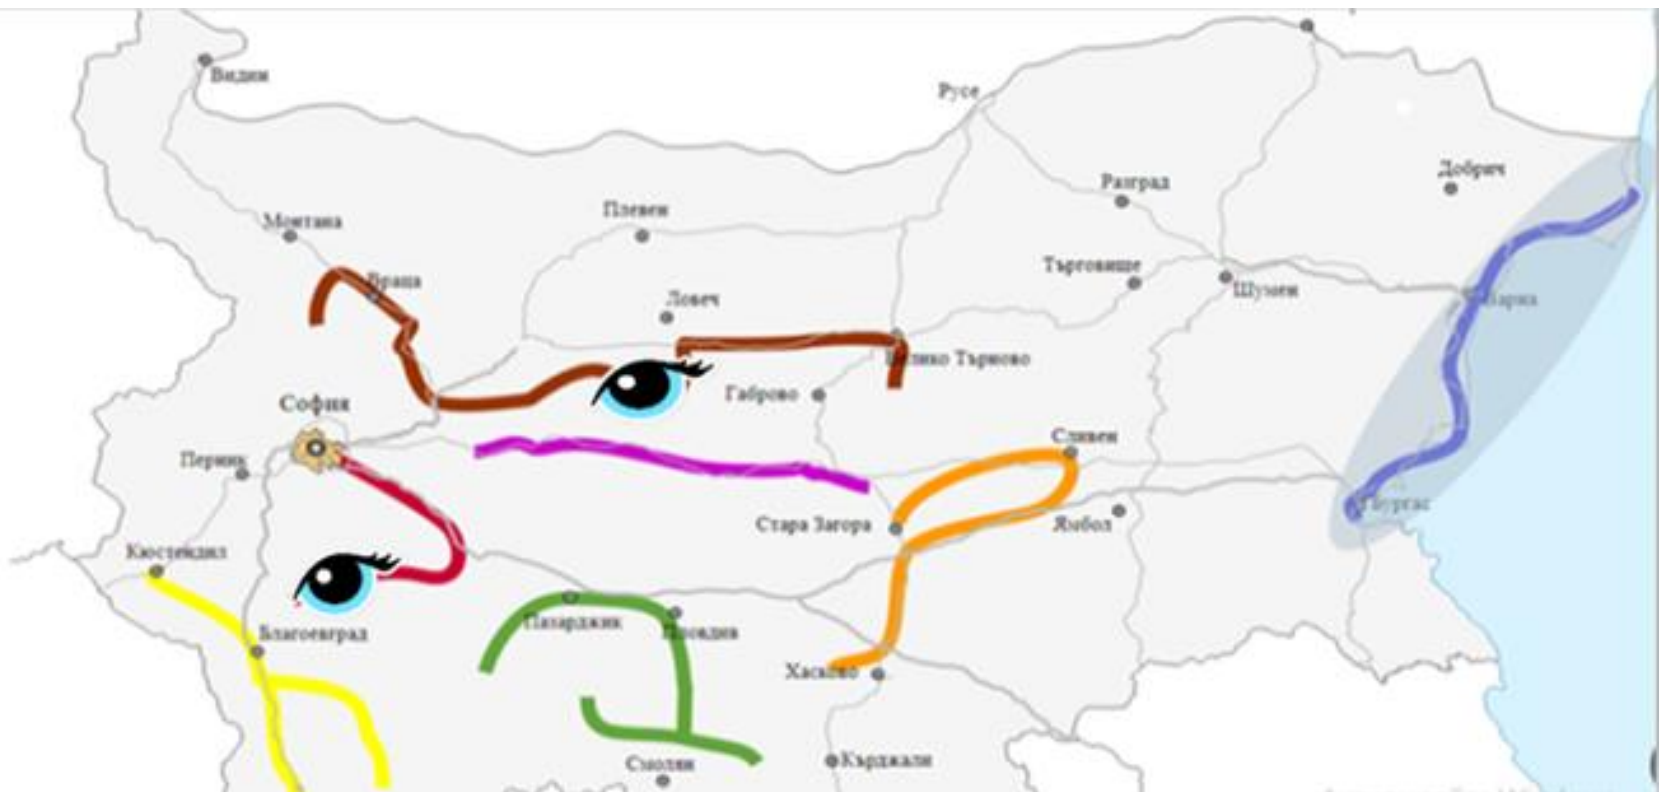 Видин
Русе
Добрич
Разград
Плевен
Монтана
Търговище
Враца
Ловеч
Шумен
Варна
Велико Търново
Габрово
София
Сливен
Перник
Бургас
Стара Загора
Ямбол
Кюстендил
Пазарджик
Благоевград
Пловдив
Хасково
Смолян
Кърджали